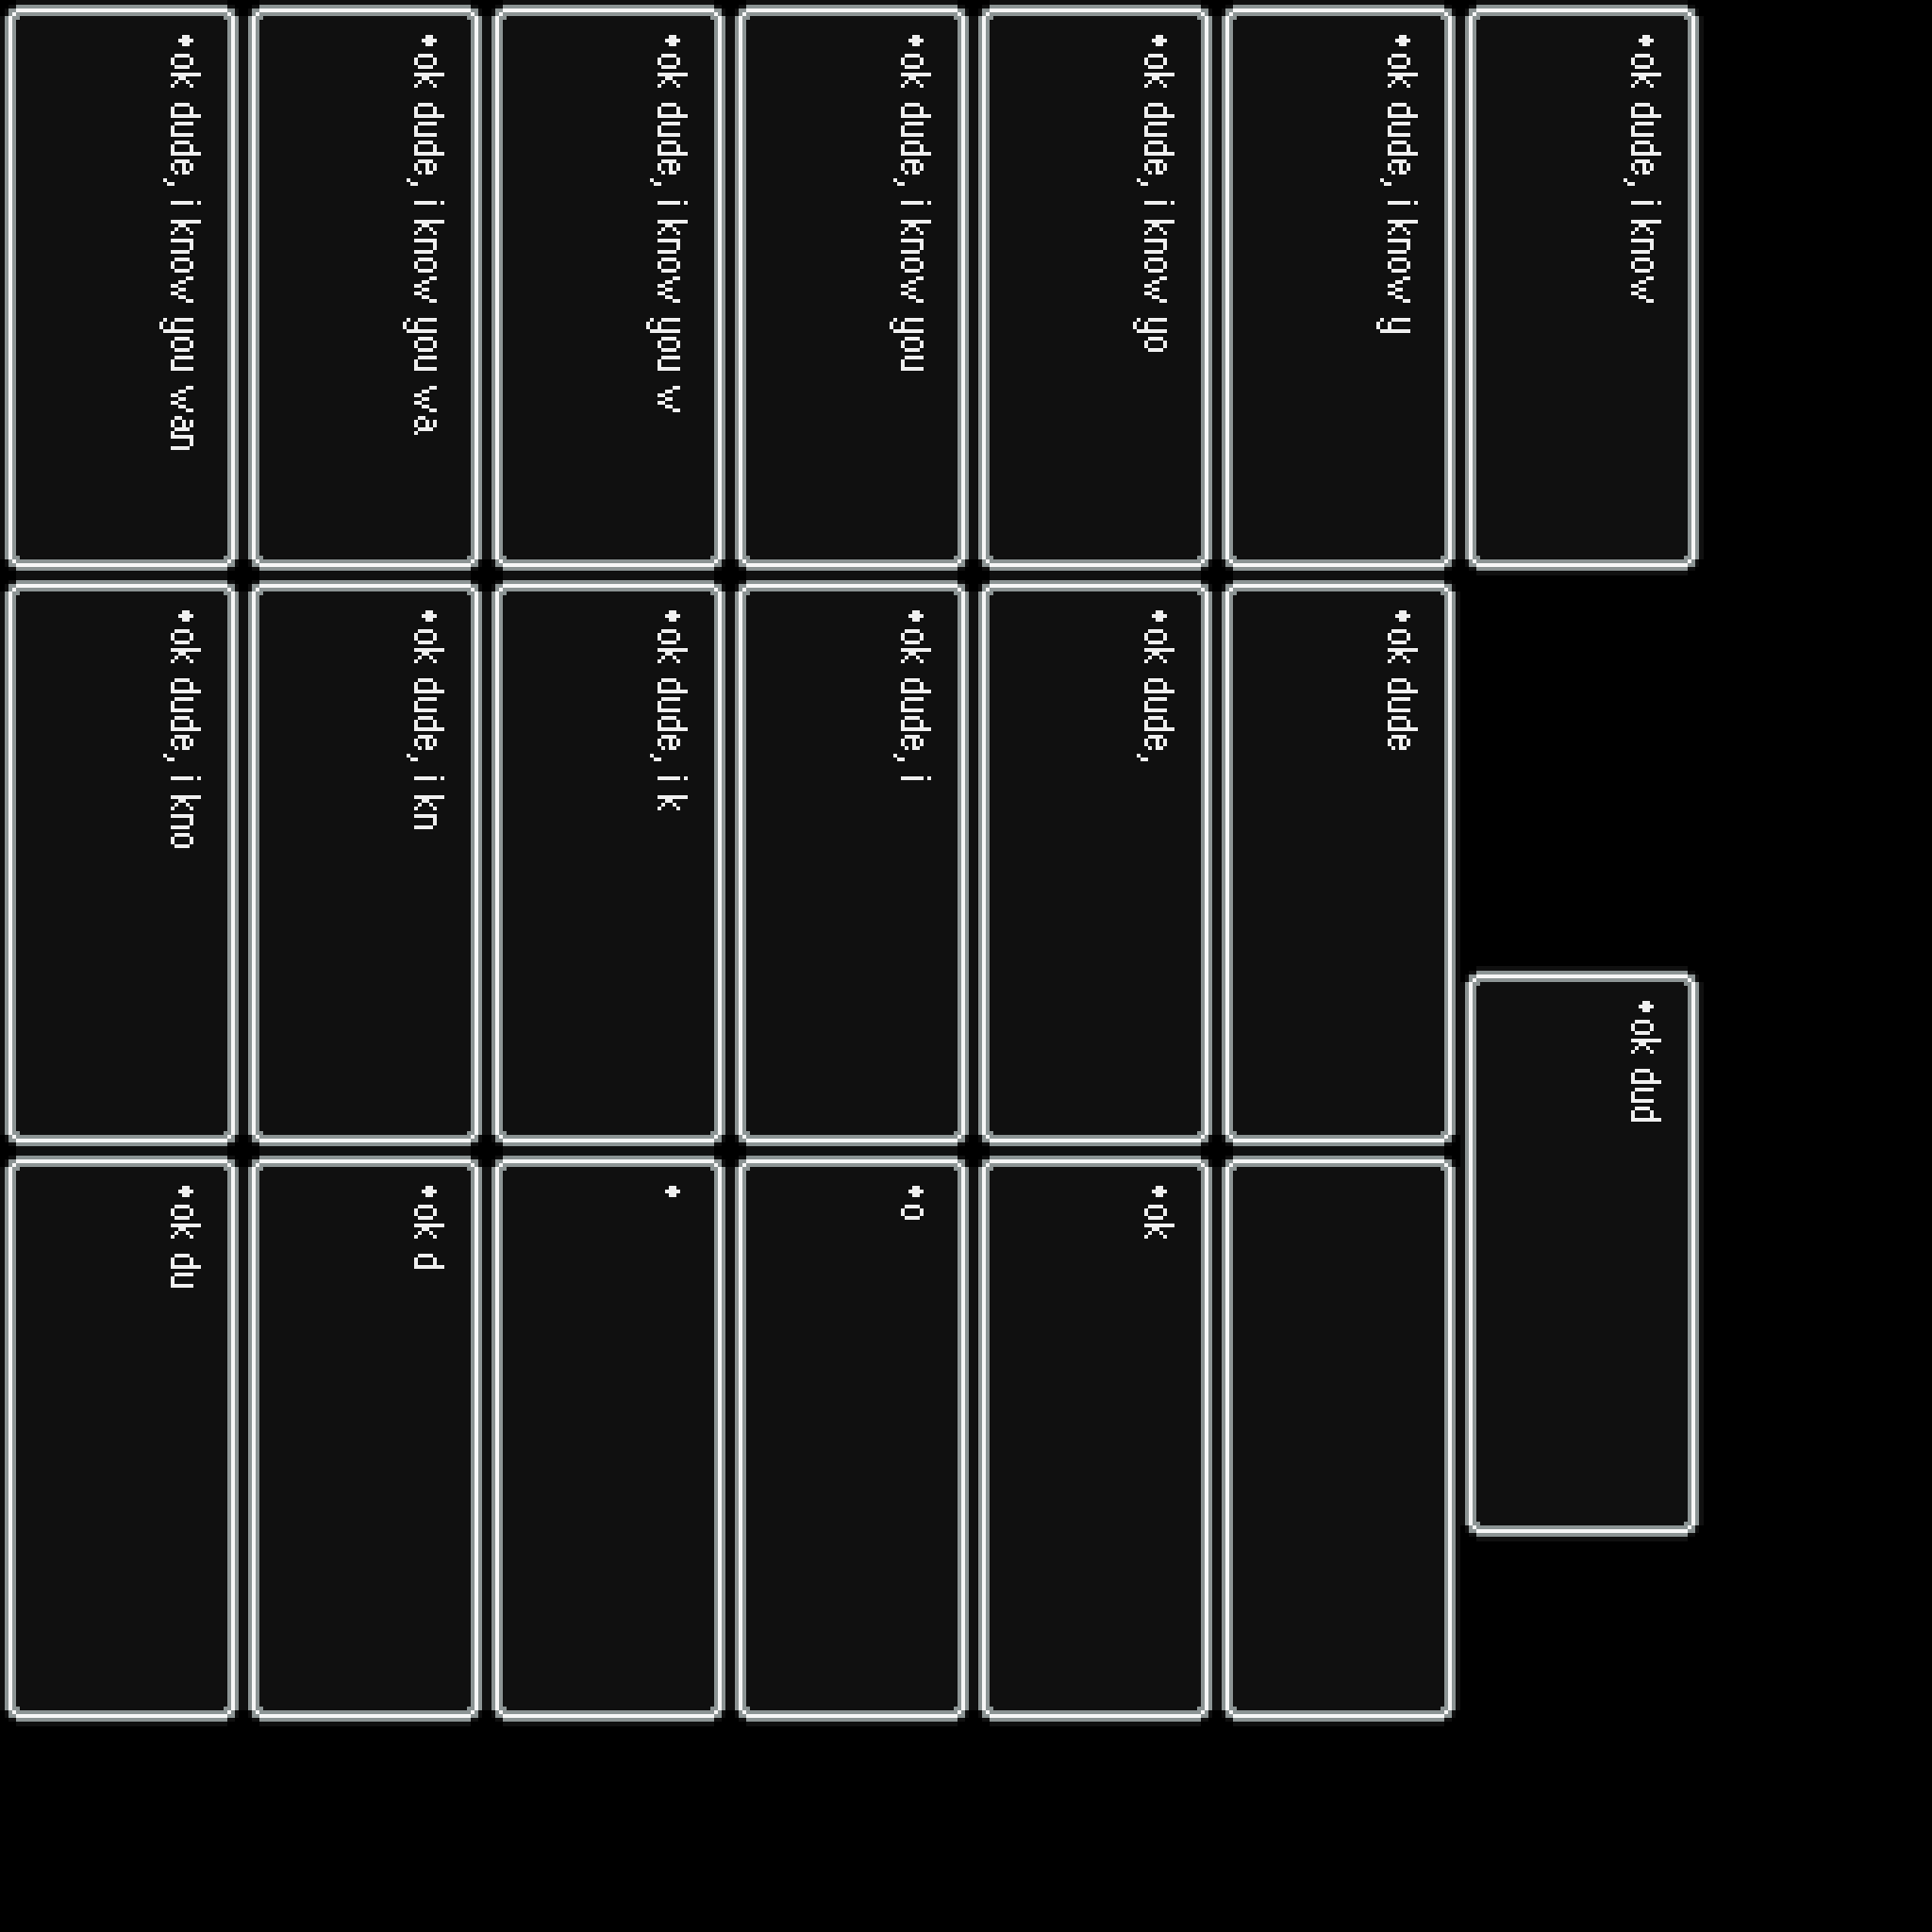 *ok dude, i know you wan
*ok dude, i know you wa
*ok dude, i know you w
*ok dude, i know you
*ok dude, i know yo
*ok dude, i know y
*ok dude, i know
*ok dude, i kno
*ok dude, i kn
*ok dude, i k
*ok dude, i
*ok dude,
*ok dude
*ok dud
*ok du
*ok d
*
*o
*ok